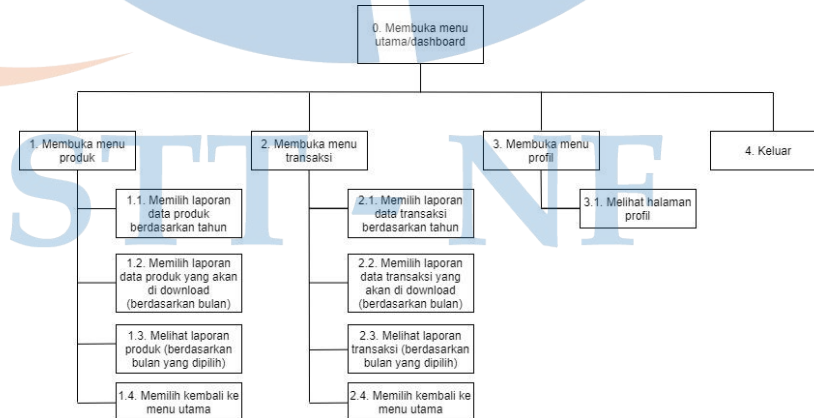 0. Membuka menu
utama/dashboard
1. Membuka menu
produk
2. Membuka menu
transaksi
3. Membuka menu
profil
4. Keluar
1.1. Memilih laporan
data produk
berdasarkan tahun
2.1. Memilih laporan
data transaksi
berdasarkan tahun
3.1. Melihat halaman
profil
1.2. Memilih laporan
data produk yang akan
di download
(berdasarkan bulan)
2.2. Memilih laporan
data transaksi yang
akan di download
(berdasarkan bulan)
1.3. Melihat laporan
produk (berdasarkan
bulan yang dipilih)
2.3. Melihat laporan
transaksi (berdasarkan
bulan yang dipilih)
1.4. Memilih kembali ke
menu utama
2.4. Memilih kembali ke
menu utama
STT - NF